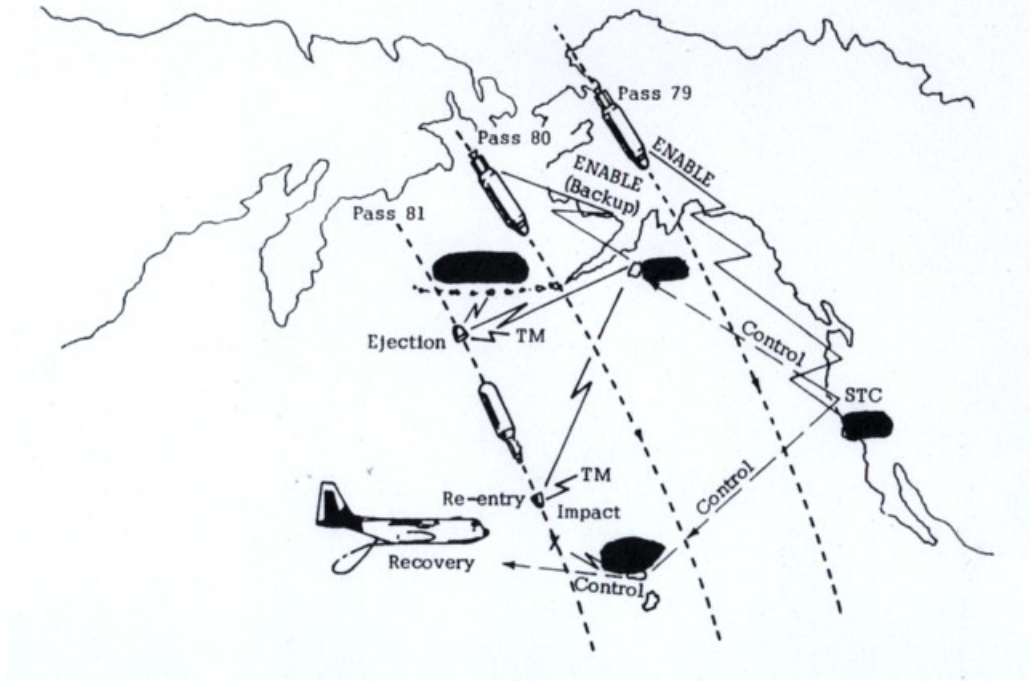 Pass 79
Pass 80
ENABLE
ENABLE
(Backup)
Pass 81
Ejection
TM
Control
STC
Control
TM
Re-entry
Impact
Recovery
Control